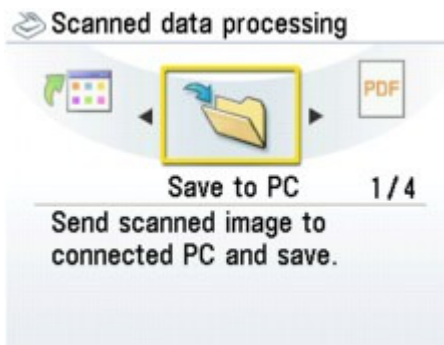 Scanned data processing
PDF
Save to PC 1/4
Send scanned image to
connected PC and save.